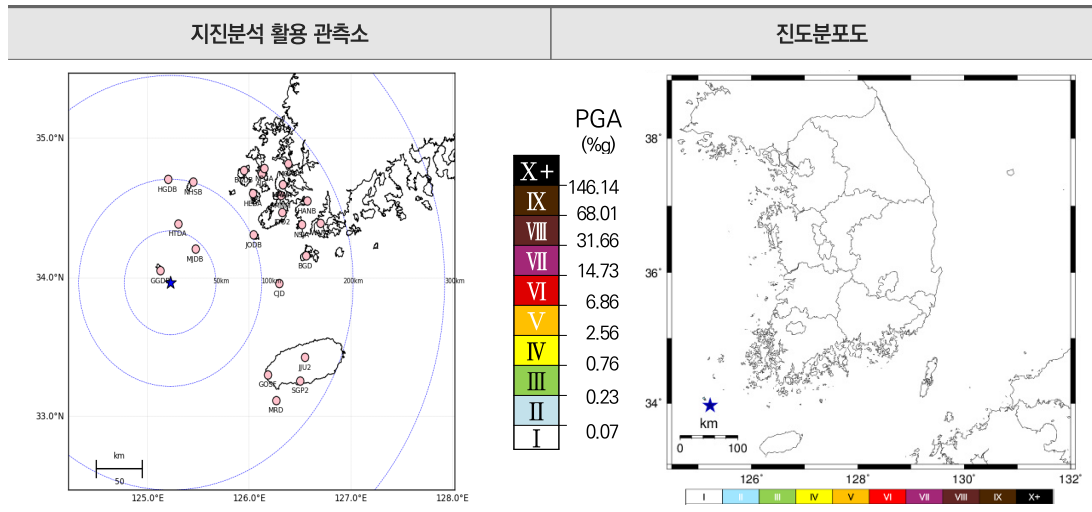 지진분석 활용 관측소
진도분포도
35.0°N
34.0°N
33.0°N
125.0°E
126.0°E
127.0°E
128.0°E
HGDB
NHSB
HTDA
MJDB
JODB
BGD
CJD
HANB
JJU2
SGP2
MRD
50km
100km
200km
300km
km
50
PGA
(%g)
X+
IX
VIII
VII
VI
V
IV
III
II
I
146.14
68.01
31.66
14.73
6.86
2.56
0.76
0.23
0.07
38°
36°
34°
km
0 100
126°
128°
130°
132°
I II III IV V VI VII VIII IX X+